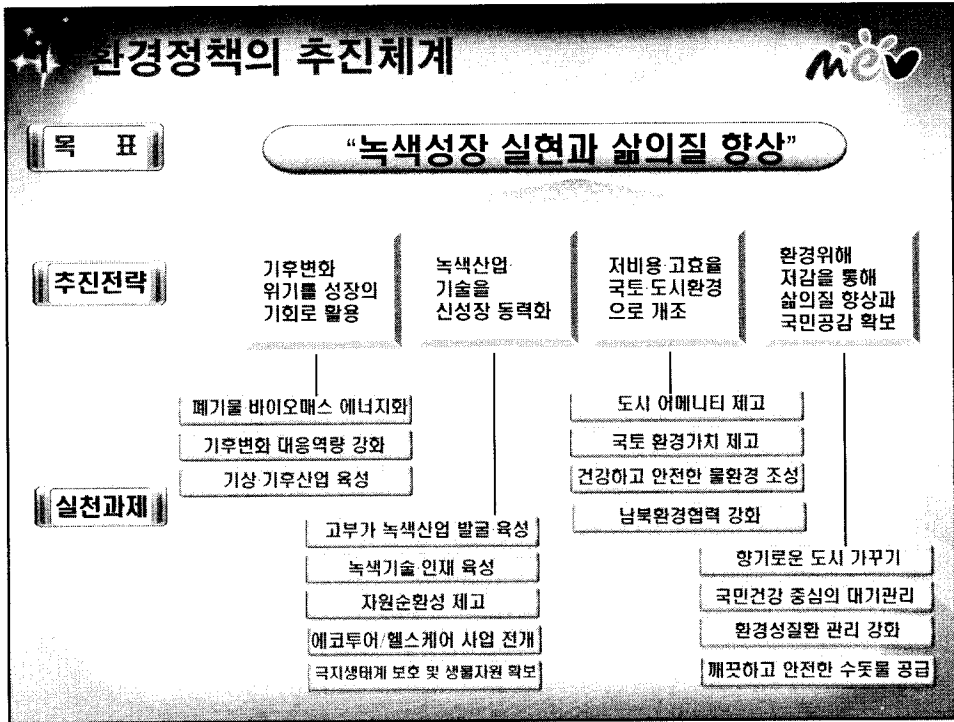 환경정책의 추진체계
mev
목 표
“녹색성장 실현과 삶의질 향상”
추진전략
기후변화
위기를 성장의
기회로 활용
녹색산업·
기술을
신성장 동력화
저비용·고효율
국토·도시환경
으로 개조
환경위해
저감을 통해
삶의질 향상과
국민공감 확보
실천과제
폐기물·바이오매스 에너지화
기후변화 대응역량 강화
기상·기후산업 육성
고부가 녹색산업 발굴·육성
녹색기술 인재 육성
자원순환성 제고
에코투어/헬스케어 사업 전개
극지생태계 보호 및 생물자원 확보
도시 어메니티 제고
국토 환경가치 제고
건강하고 안전한 물환경 조성
남북환경협력 강화
향기로운 도시 가꾸기
국민건강 중심의 대기관리
환경성질환 관리 강화
깨끗하고 안전한 수돗물 공급